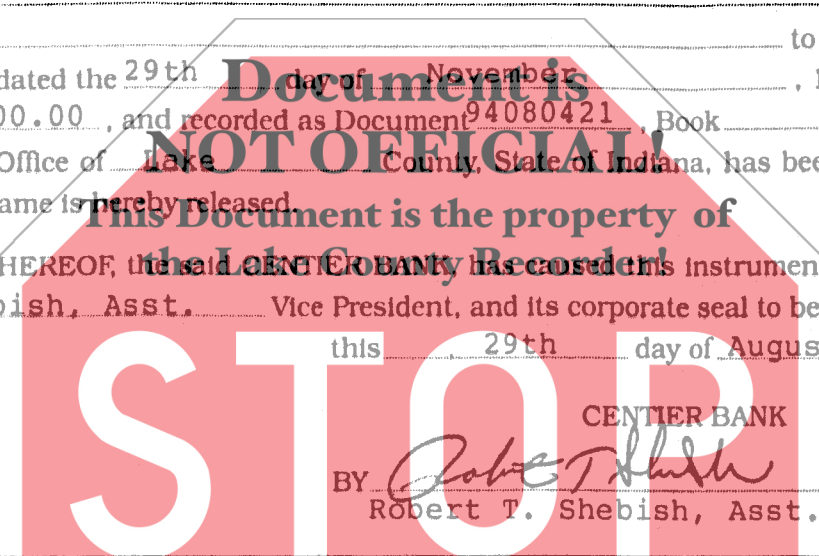 to
dated the 29th day of November , 1
00.00 , and recorded as Document 94080421 , Book
Office of Lake County, State of Indiana, has bee
ame is hereby released.
HEREOF, the said CENTIER BANK, has caused this instrumen
bish, Asst. Vice President, and its corporate seal to be
this 29th day of Augus
CENTIER BANK
BY Robert T. Shebish
Robert T. Shebish, Asst.
Document is
NOT OFFICIAL!
This Document is the property of
the Lake County Recorder!
STOP